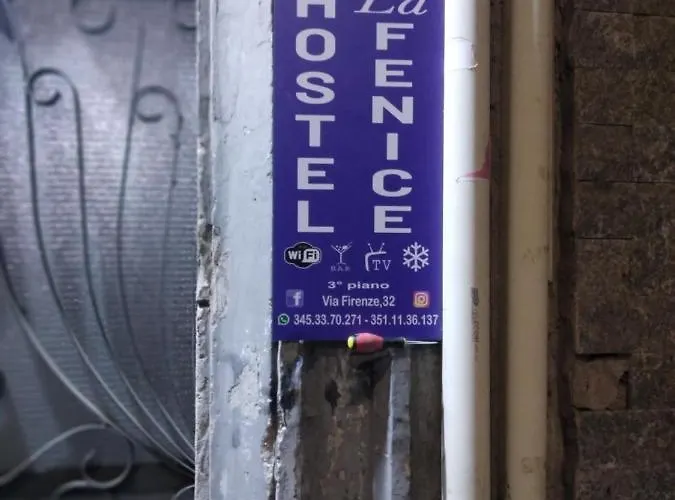 HOSTEL
La
FENICE
WiFi
BAR
TV
3° piano
Via Firenze,32
345.33.70.271 - 351.11.36.137